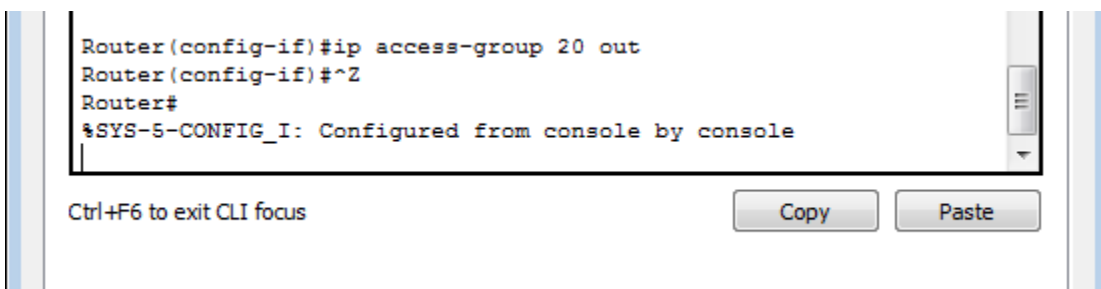 Router(config-if)#ip access-group 20 out
Router(config-if)#^Z
Router#
%SYS-5-CONFIG_I: Configured from console by console
Ctrl+F6 to exit CLI focus
Copy
Paste